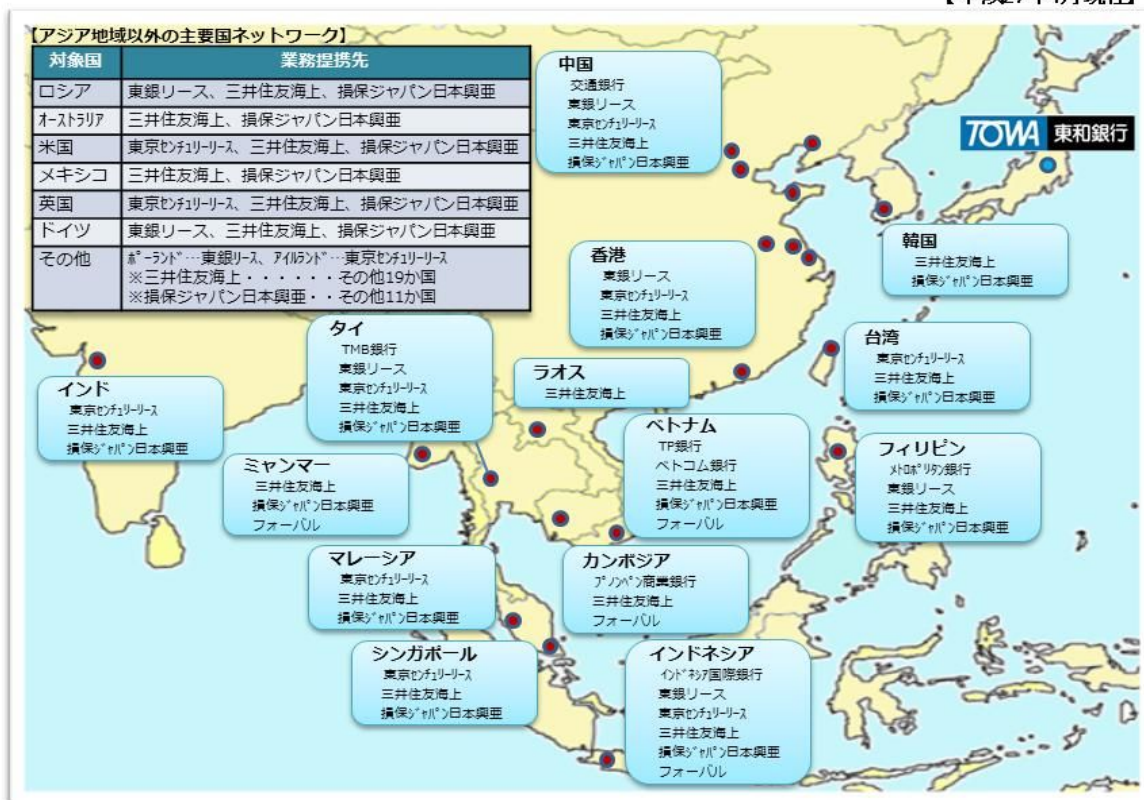 【アジア地域以外の主要国ネットワーク】
対象国 業務提携先
ロシア 東銀リース、三井住友海上、損保ジャパン日本興亜
ｵｰｽﾄﾗﾘｱ 三井住友海上、損保ジャパン日本興亜
米国 東京ｾﾝﾁｭﾘｰリース、三井住友海上、損保ジャパン日本興亜
メキシコ 三井住友海上、損保ジャパン日本興亜
英国 東京ｾﾝﾁｭﾘｰリース、三井住友海上、損保ジャパン日本興亜
ドイツ 東銀リース、三井住友海上、損保ジャパン日本興亜
その他 ﾎﾟｰﾗﾝﾄﾞ…東銀ﾘｰｽ、ｱｲﾙﾗﾝﾄﾞ…東京ｾﾝﾁｭﾘｰﾘｰｽ
※三井住友海上・・・・・・その他19か国
※損保ジャパン日本興亜・・その他11か国
中国
交通銀行
東銀リース
東京ｾﾝﾁｭﾘｰリース
三井住友海上
損保ｼﾞｬﾊﾟﾝ日本興亜
TOWA 東和銀行
韓国
三井住友海上
損保ｼﾞｬﾊﾟﾝ日本興亜
香港
東銀リース
東京ｾﾝﾁｭﾘｰﾘｰｽ
三井住友海上
損保ｼﾞｬﾊﾟﾝ日本興亜
台湾
東京ｾﾝﾁｭﾘｰﾘｰｽ
三井住友海上
損保ｼﾞｬﾊﾟﾝ日本興亜
タイ
TMB銀行
東銀リース
東京ｾﾝﾁｭﾘｰﾘｰｽ
三井住友海上
損保ｼﾞｬﾊﾟﾝ日本興亜
ラオス
三井住友海上
インド
東京ｾﾝﾁｭﾘｰﾘｰｽ
三井住友海上
損保ｼﾞｬﾊﾟﾝ日本興亜
ベトナム
TP銀行
ベトコム銀行
三井住友海上
損保ｼﾞｬﾊﾟﾝ日本興亜
フォーバル
フィリピン
ﾒﾄﾛﾎﾟﾘﾀﾝ銀行
東銀リース
三井住友海上
損保ｼﾞｬﾊﾟﾝ日本興亜
ミャンマー
三井住友海上
損保ｼﾞｬﾊﾟﾝ日本興亜
フォーバル
マレーシア
東京ｾﾝﾁｭﾘｰﾘｰｽ
三井住友海上
損保ｼﾞｬﾊﾟﾝ日本興亜
カンボジア
ﾌﾟﾉﾝﾍﾟﾝ商業銀行
三井住友海上
フォーバル
シンガポール
東京ｾﾝﾁｭﾘｰﾘｰｽ
三井住友海上
損保ｼﾞｬﾊﾟﾝ日本興亜
インドネシア
ｲﾝﾄﾞﾈｼｱ国際銀行
東銀リース
東京ｾﾝﾁｭﾘｰﾘｰｽ
三井住友海上
損保ｼﾞｬﾊﾟﾝ日本興亜
フォーバル